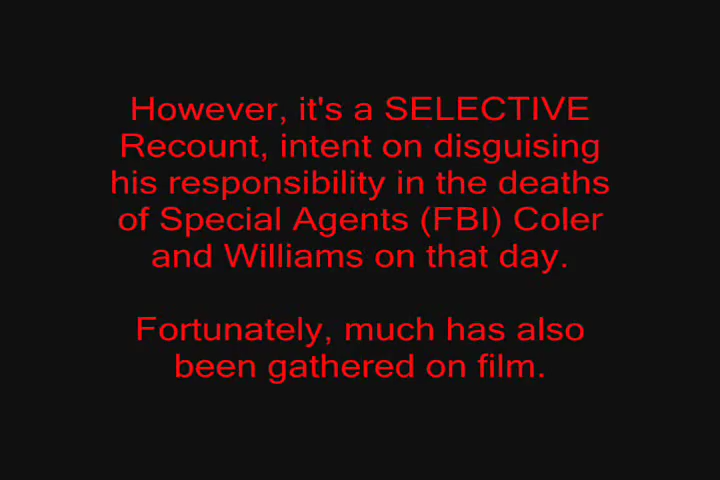 However, it's a SELECTIVE
Recount, intent on disguising
his responsibility in the deaths
of Special Agents (FBI) Coler
and Williams on that day.
Fortunately, much has also
been gathered on film.